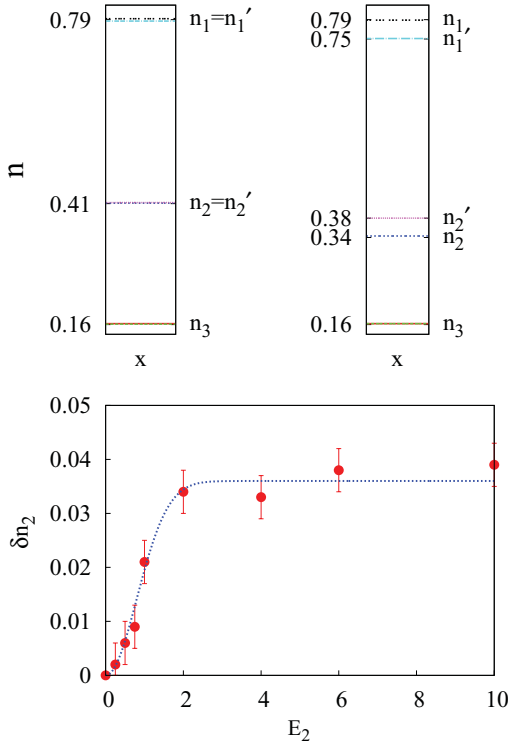 0.79 n₁=n₁′
n
0.41 n₂=n₂′
0.16 n₃
x
0.79 n₁
0.75 n₁′
0.38 n₂′
0.34 n₂
0.16 n₃
x
0.05
0.04
0.03
0.02
0.01
0
δn₂
0 2 4 6 8 10
E₂